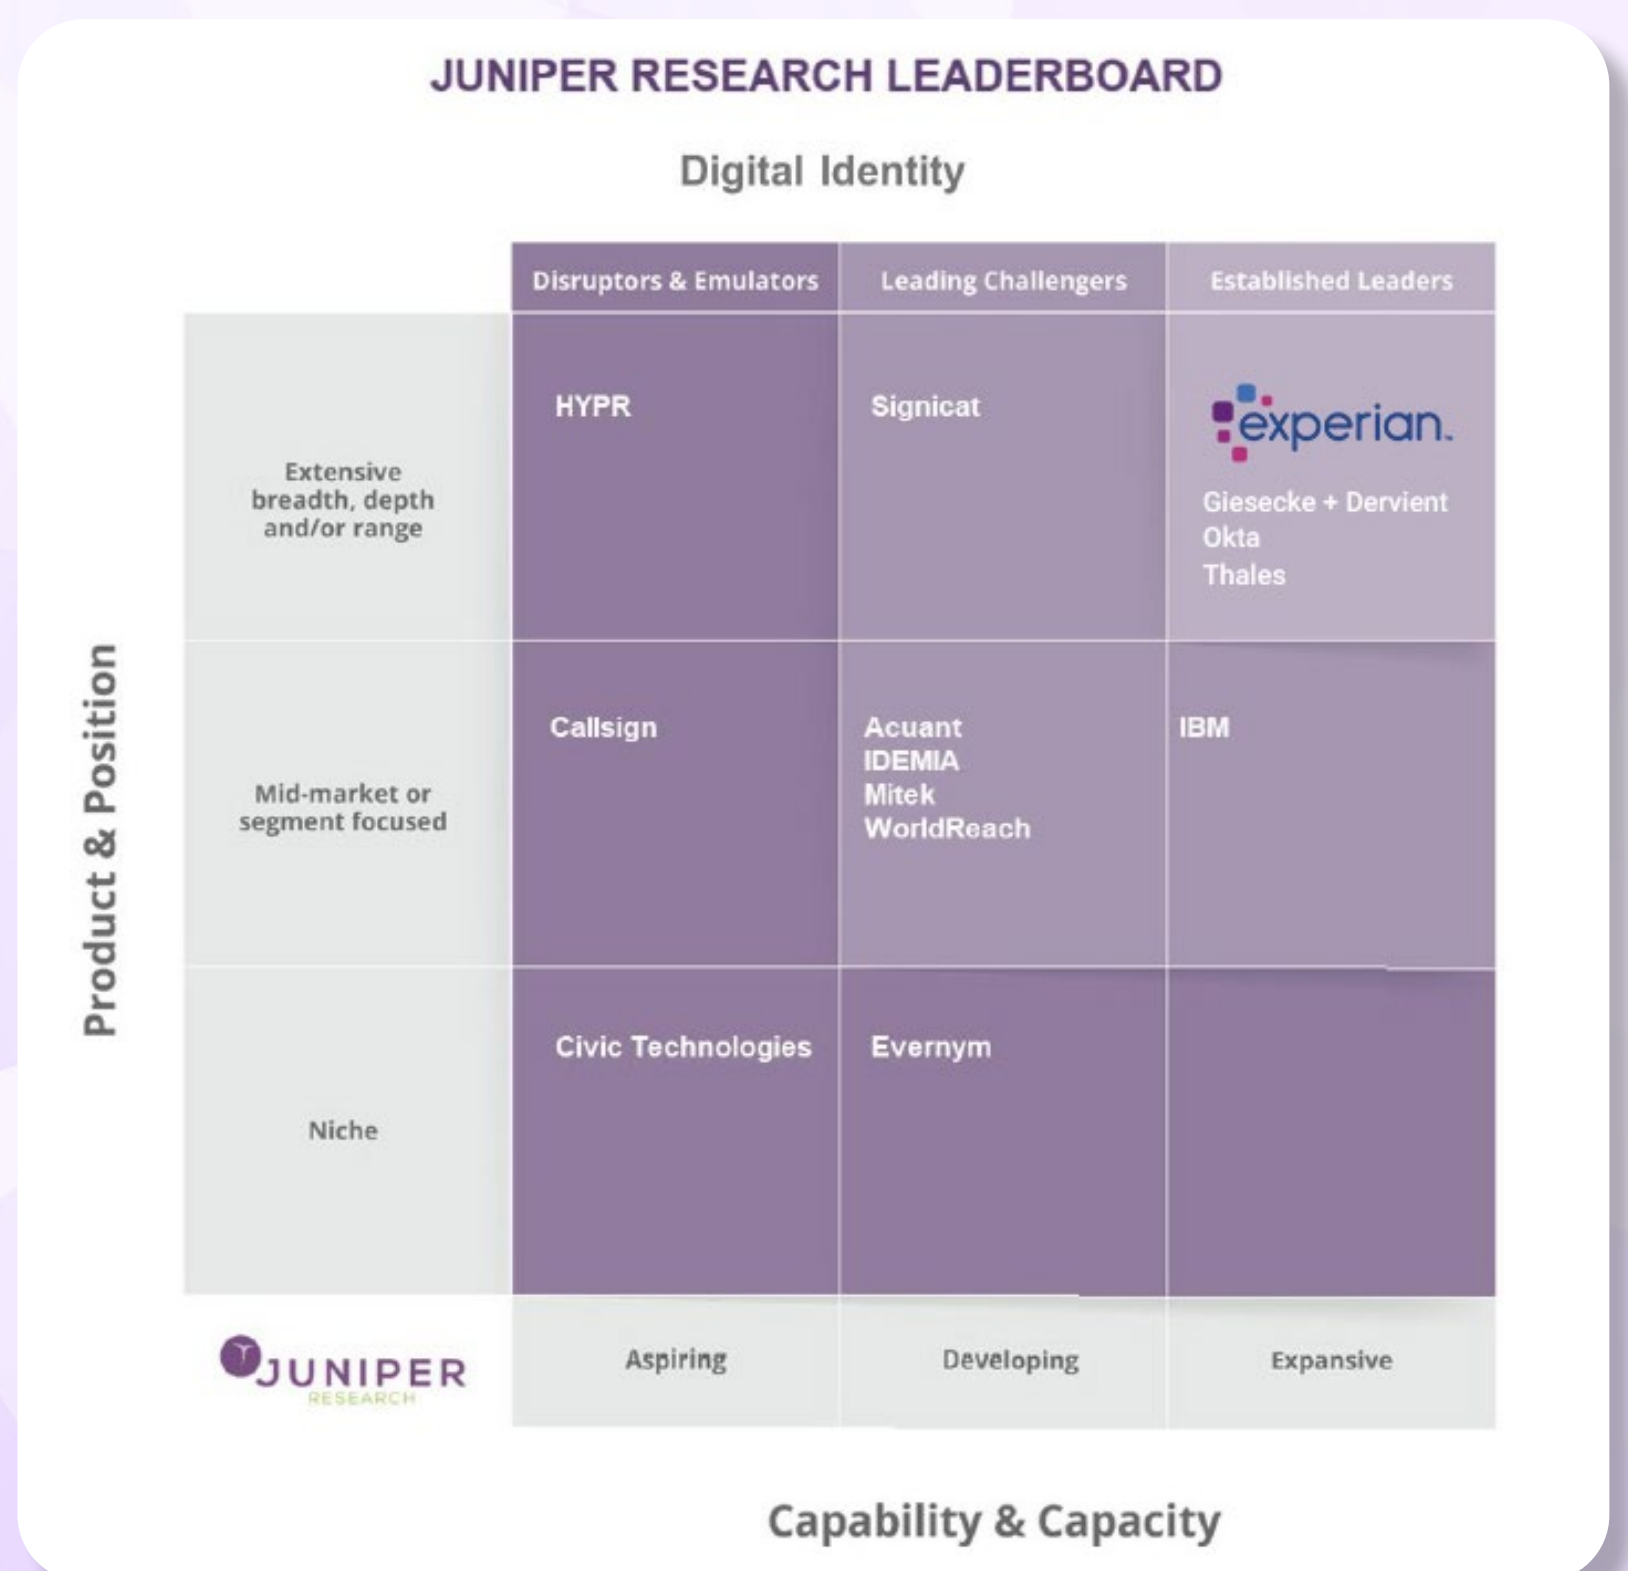 JUNIPER RESEARCH LEADERBOARD
Digital Identity
Disruptors & Emulators
Leading Challengers
Established Leaders
Product & Position
Extensive
breadth, depth
and/or range
HYPR
Signicat
experian™
Giesecke + Dervient
Okta
Thales
Mid-market or
segment focused
Callsign
Acuant
IDEMIA
Mitek
WorldReach
IBM
Niche
Civic Technologies
Evernym
JUNIPER
RESEARCH
Aspiring
Developing
Expansive
Capability & Capacity